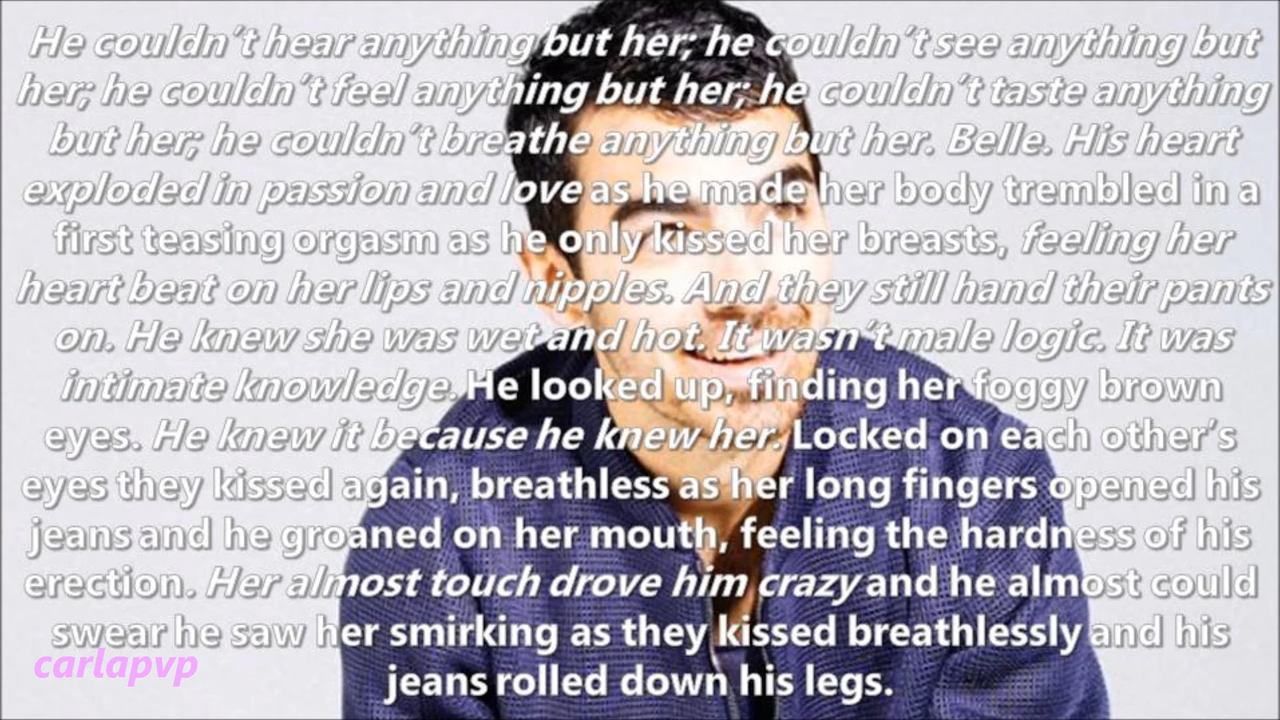 He couldn't hear anything but her; he couldn't see anything but
her; he couldn't feel anything but her; he couldn't taste anything
but her; he couldn't breathe anything but her. Belle. His heart
exploded in passion and love as he made her body trembled in a
first teasing orgasm as he only kissed her breasts, feeling her
heart beat on her lips and nipples. And they still hand their pants
on. He knew she was wet and hot. It wasn't male logic. It was
intimate knowledge. He looked up, finding her foggy brown
eyes. He knew it because he knew her. Locked on each other's
eyes they kissed again, breathless as her long fingers opened his
jeans and he groaned on her mouth, feeling the hardness of his
erection. Her almost touch drove him crazy and he almost could
swear he saw her smirking as they kissed breathlessly and his
carlapvp
jeans rolled down his legs.